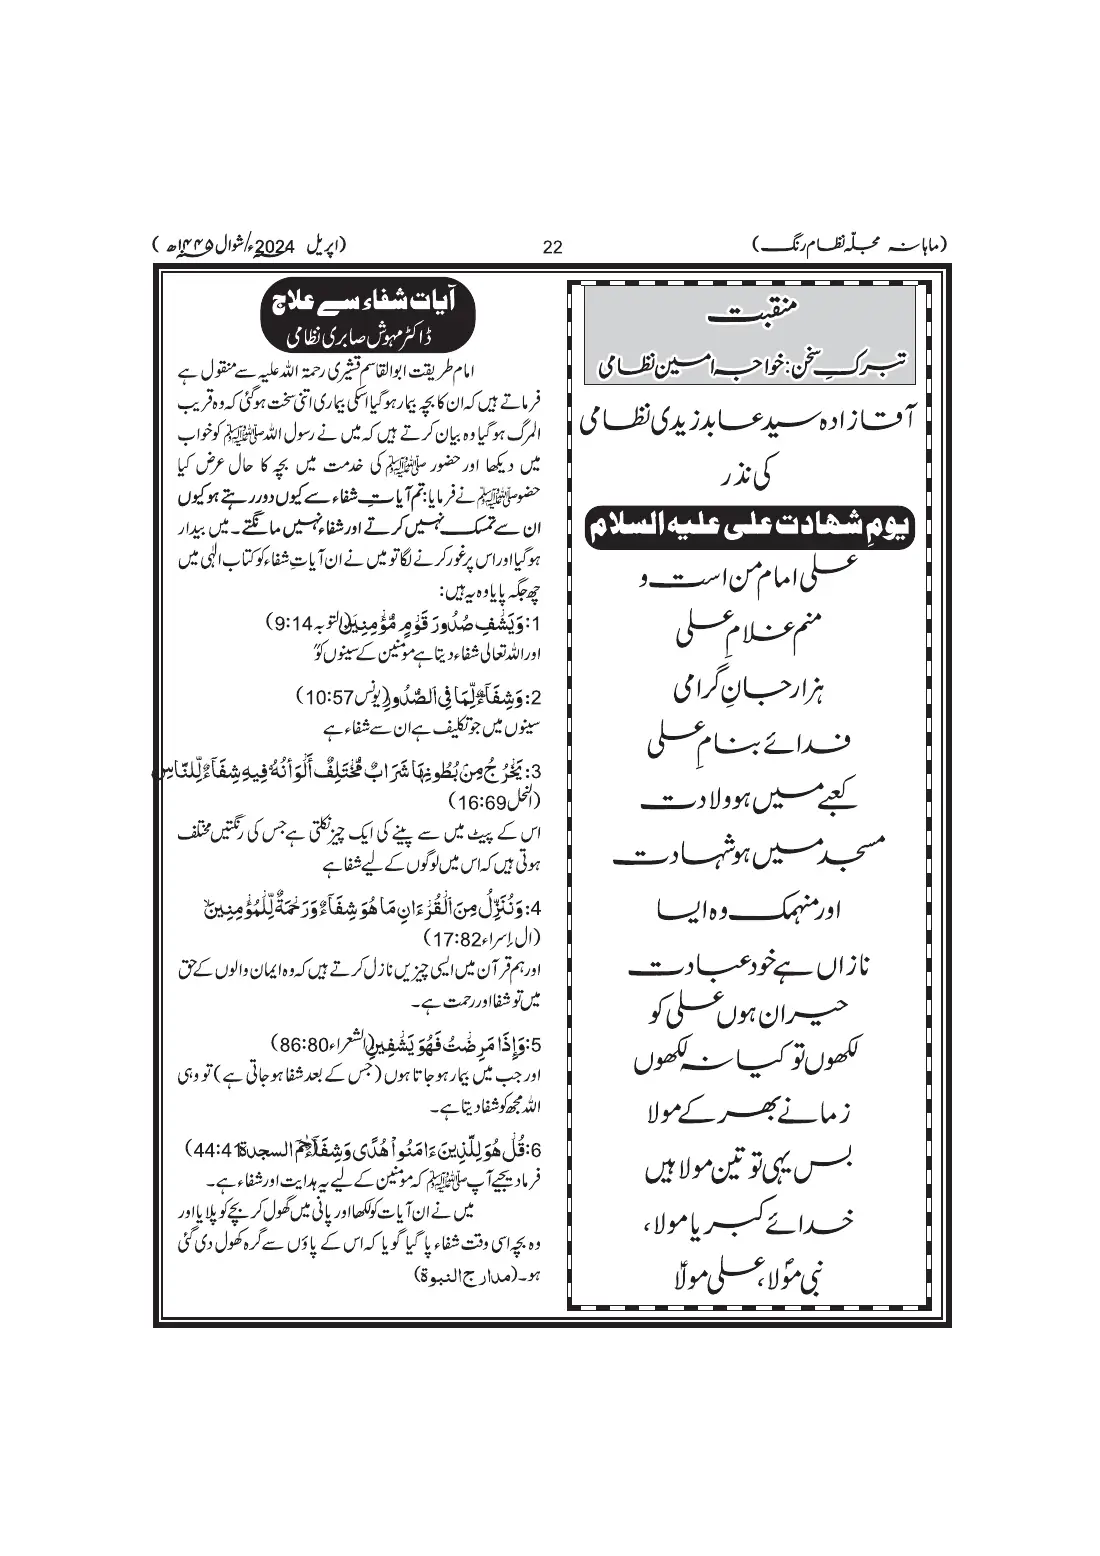 (ماہانہ مجلّہ نظام رنگ)
22
(اپریل 2024ء/شوال ۱۴۴۵ھ)
منقبت
تبرکِ سخن: خواجہ امین نظامی
آقا زادہ سید عابد زیدی نظامی
کی نذر
یومِ شهادت علی علیه السلام
علی امام من است و
منم غلامِ علی
ہزار جانِ گرامی
فدائے بنامِ علی
کعبے میں ہو ولادت
مسجد میں ہو شہادت
اور منہمک وہ ایسا
نازاں ہے خود عبادت
حیران ہوں علی کو
لکھوں تو کیا نہ لکھوں
زمانے بھر کے مولا
بس یہی تو تین مولا ہیں
خدائے کبریا مولا،
نبی مولاؐ، علی مولاؑ
آیات شفاء سے علاج
ڈاکٹر مہوش صابری نظامی
امام طریقت ابوالقاسم قشیری رحمۃ اللہ علیہ سے منقول ہے
فرماتے ہیں کہ ان کا بچہ بیمار ہو گیا اسکی بیماری اتنی سخت ہو گئی کہ وہ قریب
المرگ ہو گیا وہ بیان کرتے ہیں کہ میں نے رسول اللہ ﷺ کو خواب
میں دیکھا اور حضور ﷺ کی خدمت میں بچہ کا حال عرض کیا
حضور ﷺ نے فرمایا: تم آیاتِ شفاء سے کیوں دور رہتے ہو کیوں
ان سے تمسک نہیں کرتے اور شفاء نہیں مانگتے۔ میں بیدار
ہو گیا اور اس پر غور کرنے لگا تو میں نے ان آیاتِ شفاء کو کتاب الٰہی میں
چھ جگہ پایا وہ یہ ہیں:
1: وَيَشْفِ صُدُورَ قَوْمٍ مُّؤْمِنِينَ (التوبہ 9:14)
اور اللہ تعالی شفاء دیتا ہے مومنین کے سینوں کو
2: وَشِفَآءٌ لِّمَا فِى ٱلصُّدُورِ (یونس 10:57)
سینوں میں جو تکلیف ہے ان سے شفاء ہے
3: يَخْرُجُ مِنۢ بُطُونِهَا شَرَابٌ مُّخْتَلِفٌ أَلْوَٰنُهُۥ فِيهِ شِفَآءٌ لِّلنَّاسِ
(النحل 16:69)
اس کے پیٹ میں سے پینے کی ایک چیز نکلتی ہے جس کی رنگتیں مختلف
ہوتی ہیں کہ اس میں لوگوں کے لیے شفا ہے
4: وَنُنَزِّلُ مِنَ ٱلْقُرْءَانِ مَا هُوَ شِفَآءٌ وَرَحْمَةٌ لِّلْمُؤْمِنِينَ
(ال إسراء 17:82)
اور ہم قرآن میں ایسی چیزیں نازل کرتے ہیں کہ وہ ایمان والوں کے حق
میں تو شفا اور رحمت ہے۔
5: وَإِذَا مَرِضْتُ فَهُوَ يَشْفِينِ (الشعراء 86:80)
اور جب میں بیمار ہو جاتا ہوں (جس کے بعد شفا ہو جاتی ہے) تو وہی
اللہ مجھ کو شفا دیتا ہے۔
6: قُلْ هُوَ لِلَّذِينَ ءَامَنُوا۟ هُدًى وَشِفَآءٌ (حٰمٓ السجدة 44:41)
فرما دیجیے آپ ﷺ کہ مومنین کے لیے یہ ہدایت اور شفاء ہے۔
میں نے ان آیات کو لکھا اور پانی میں گھول کر بچے کو پلایا اور
وہ بچہ اسی وقت شفاء پا گیا گویا کہ اس کے پاؤں سے گرہ کھول دی گئی
ہو۔ (مدارج النبوة)